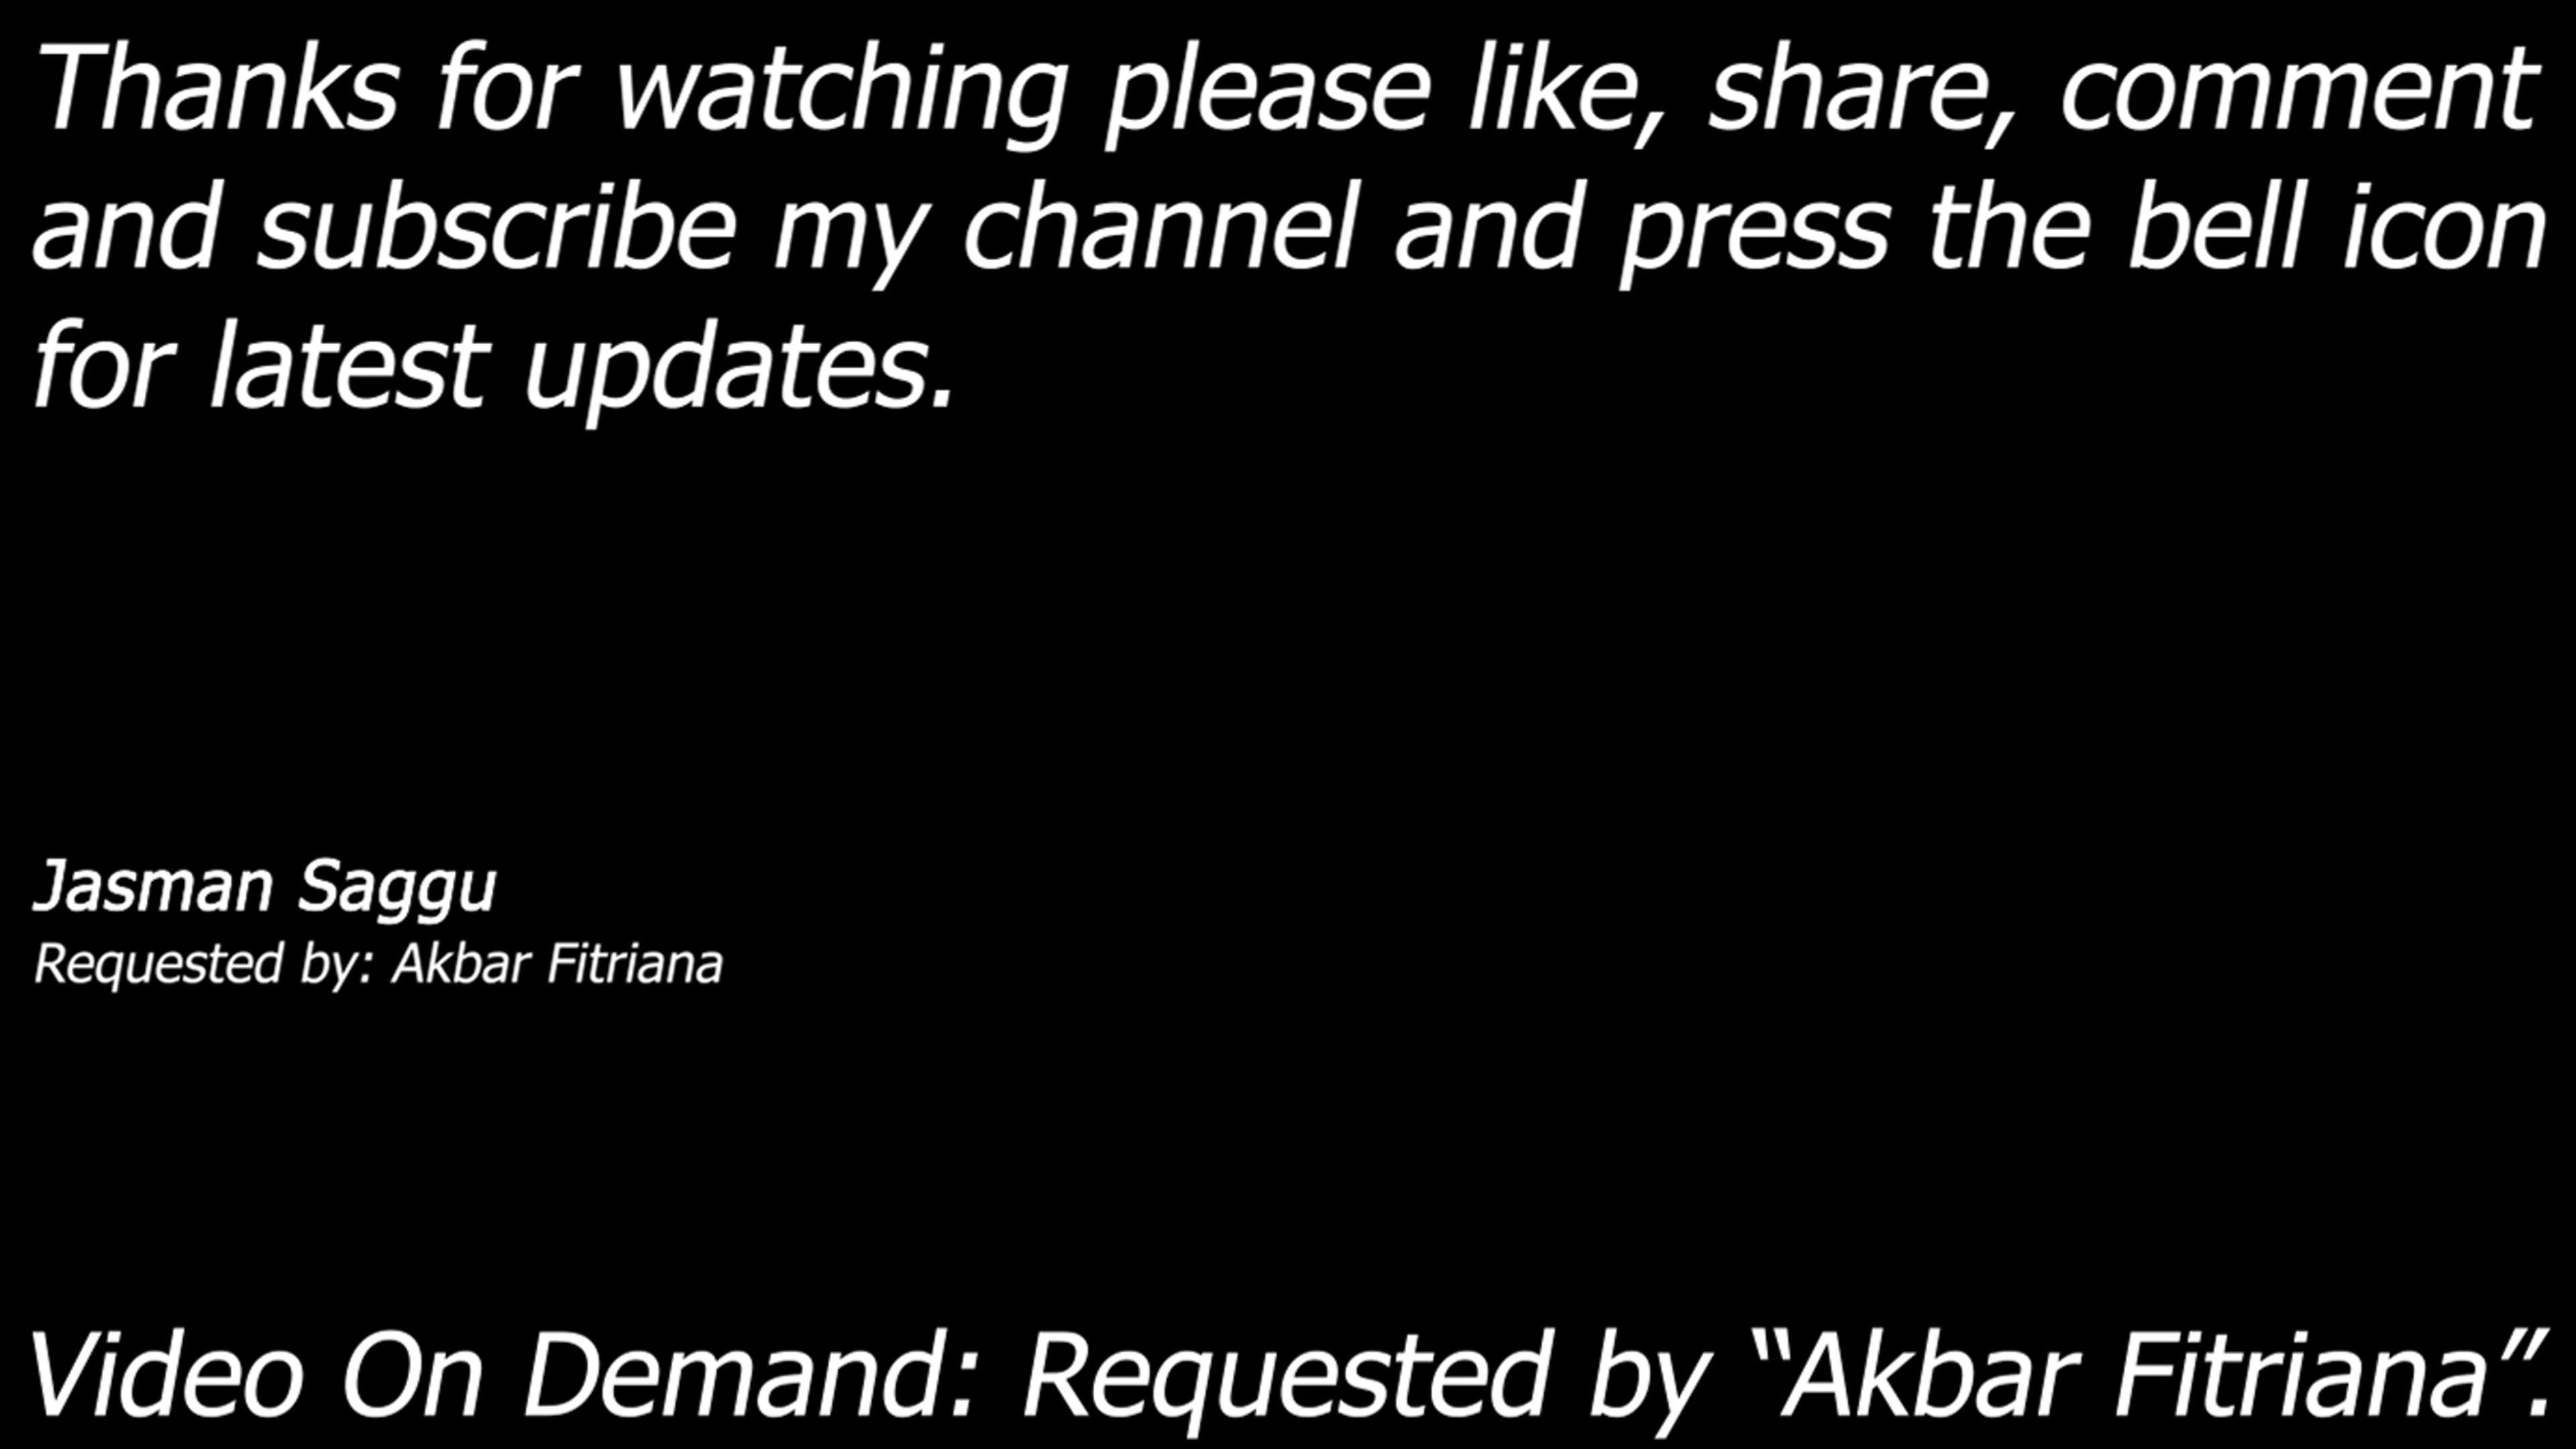 Thanks for watching please like, share, comment
and subscribe my channel and press the bell icon
for latest updates.
Jasman Saggu
Requested by: Akbar Fitriana
Video On Demand: Requested by “Akbar Fitriana”.